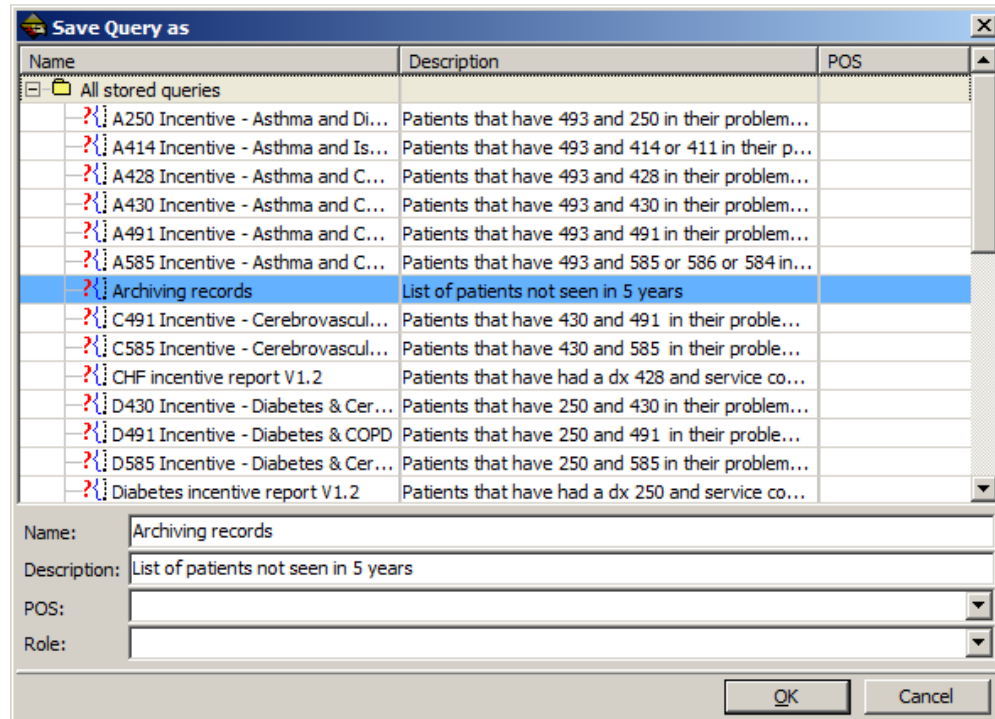 Save Query as
Name Description POS
All stored queries
A250 Incentive - Asthma and Di... Patients that have 493 and 250 in their problem...
A414 Incentive - Asthma and Is... Patients that have 493 and 414 or 411 in their p...
A428 Incentive - Asthma and C... Patients that have 493 and 428 in their problem...
A430 Incentive - Asthma and C... Patients that have 493 and 430 in their problem...
A491 Incentive - Asthma and C... Patients that have 493 and 491 in their problem...
A585 Incentive - Asthma and C... Patients that have 493 and 585 or 586 or 584 in...
Archiving records List of patients not seen in 5 years
C491 Incentive - Cerebrovascul... Patients that have 430 and 491 in their proble...
C585 Incentive - Cerebrovascul... Patients that have 430 and 585 in their proble...
CHF incentive report V1.2 Patients that have had a dx 428 and service co...
D430 Incentive - Diabetes & Cer... Patients that have 250 and 430 in their problem...
D491 Incentive - Diabetes & COPD Patients that have 250 and 491 in their proble...
D585 Incentive - Diabetes & Cer... Patients that have 250 and 585 in their problem...
Diabetes incentive report V1.2 Patients that have had a dx 250 and service co...
Name: Archiving records
Description: List of patients not seen in 5 years
POS:
Role:
OK Cancel